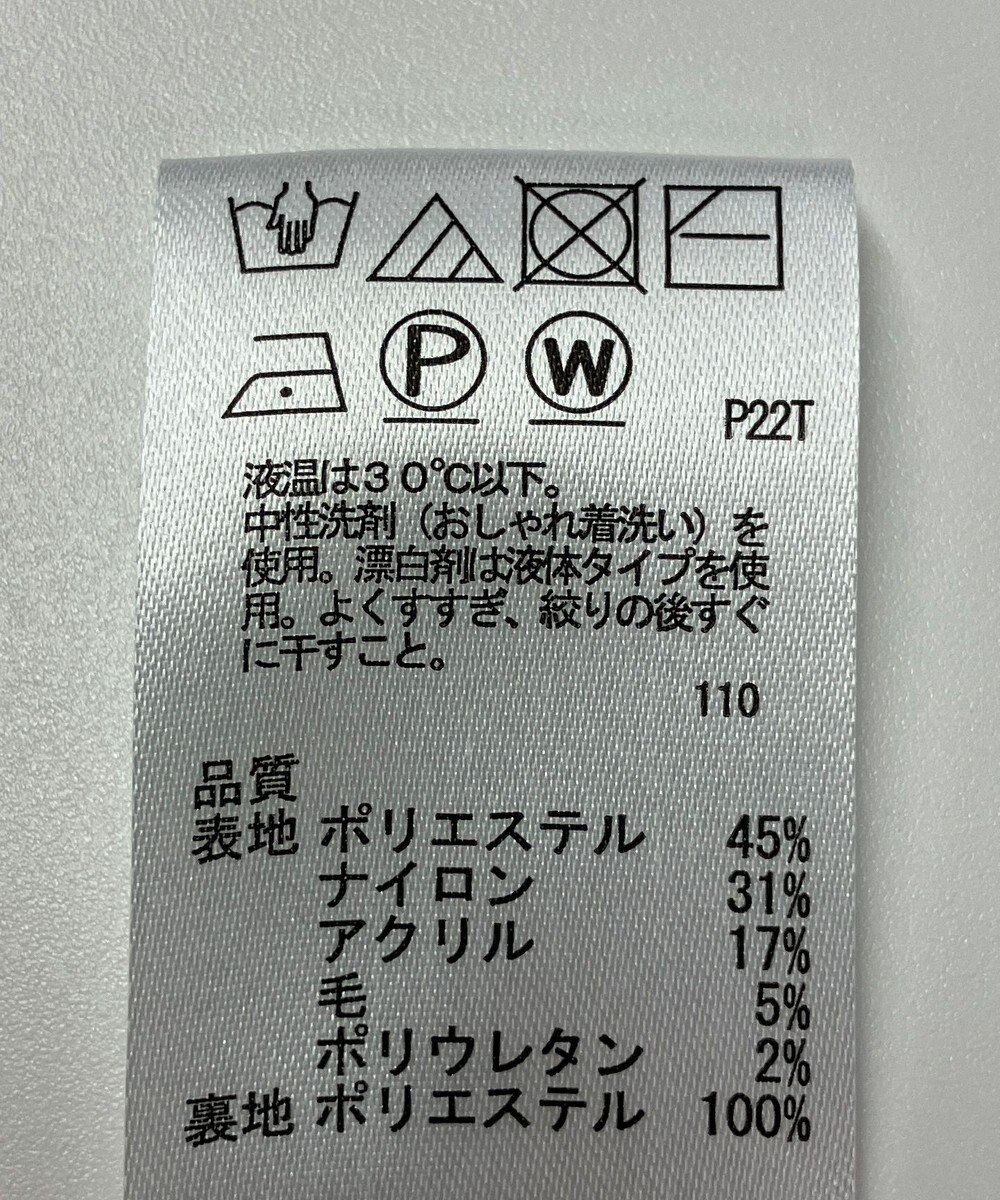 P W P22T
液温は30℃以下。
中性洗剤(おしゃれ着洗い)を
使用。漂白剤は液体タイプを使
用。よくすすぎ、絞りの後すぐ
に干すこと。
110
品質
表地 ポリエステル 45%
ナイロン 31%
アクリル 17%
毛 5%
ポリウレタン 2%
裏地 ポリエステル 100%